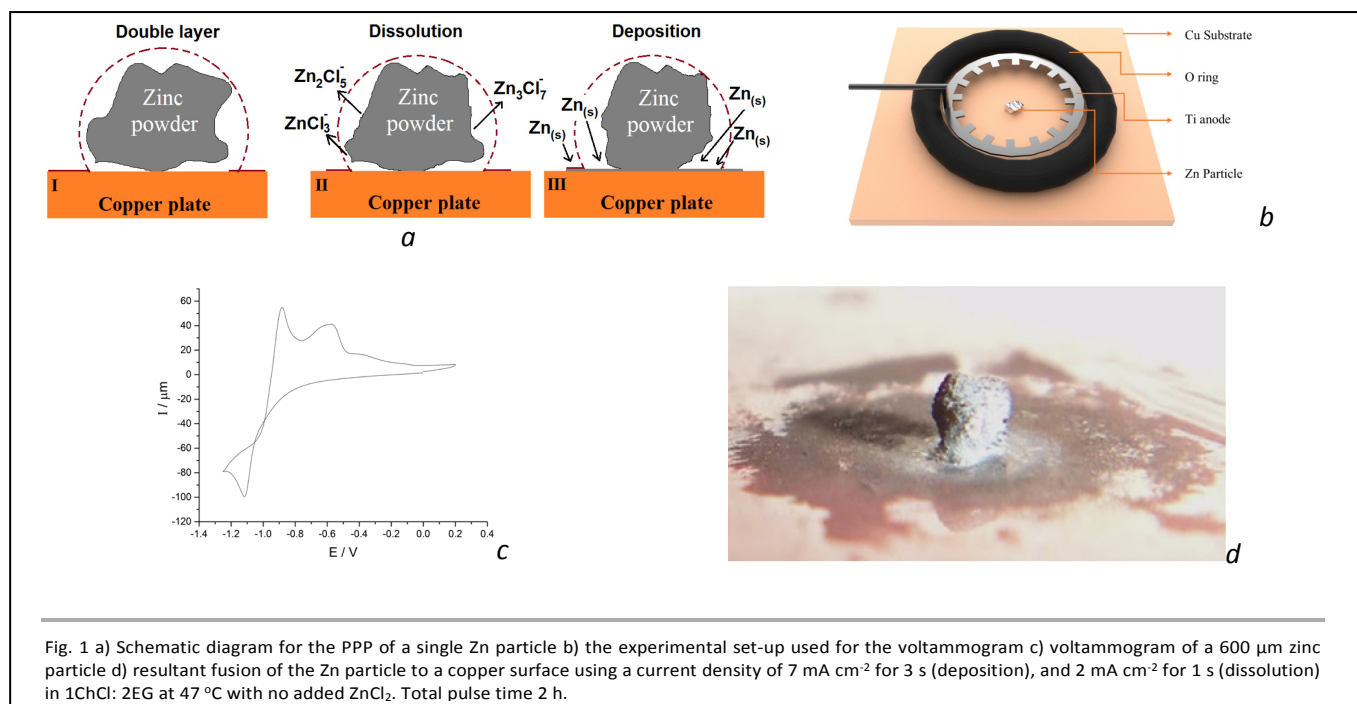 Double layer
Dissolution
Deposition
Zinc
powder
I
Copper plate
Zn₂Cl₅⁻
ZnCl₃⁻
Zinc
powder
Zn₃Cl₇⁻
II
Copper plate
Zn(s)
Zn(s)
Zinc
powder
Zn(s)
Zn(s)
III
Copper plate
a
Cu Substrate
O ring
Ti anode
Zn Particle
b
I / µm
60
40
20
0
-20
-40
-60
-80
-100
-120
-1.4 -1.2 -1.0 -0.8 -0.6 -0.4 -0.2 0.0 0.2 0.4
E / V
c
d
Fig. 1 a) Schematic diagram for the PPP of a single Zn particle b) the experimental set-up used for the voltammogram c) voltammogram of a 600 µm zinc
particle d) resultant fusion of the Zn particle to a copper surface using a current density of 7 mA cm⁻² for 3 s (deposition), and 2 mA cm⁻² for 1 s (dissolution)
in 1ChCl: 2EG at 47 °C with no added ZnCl₂. Total pulse time 2 h.